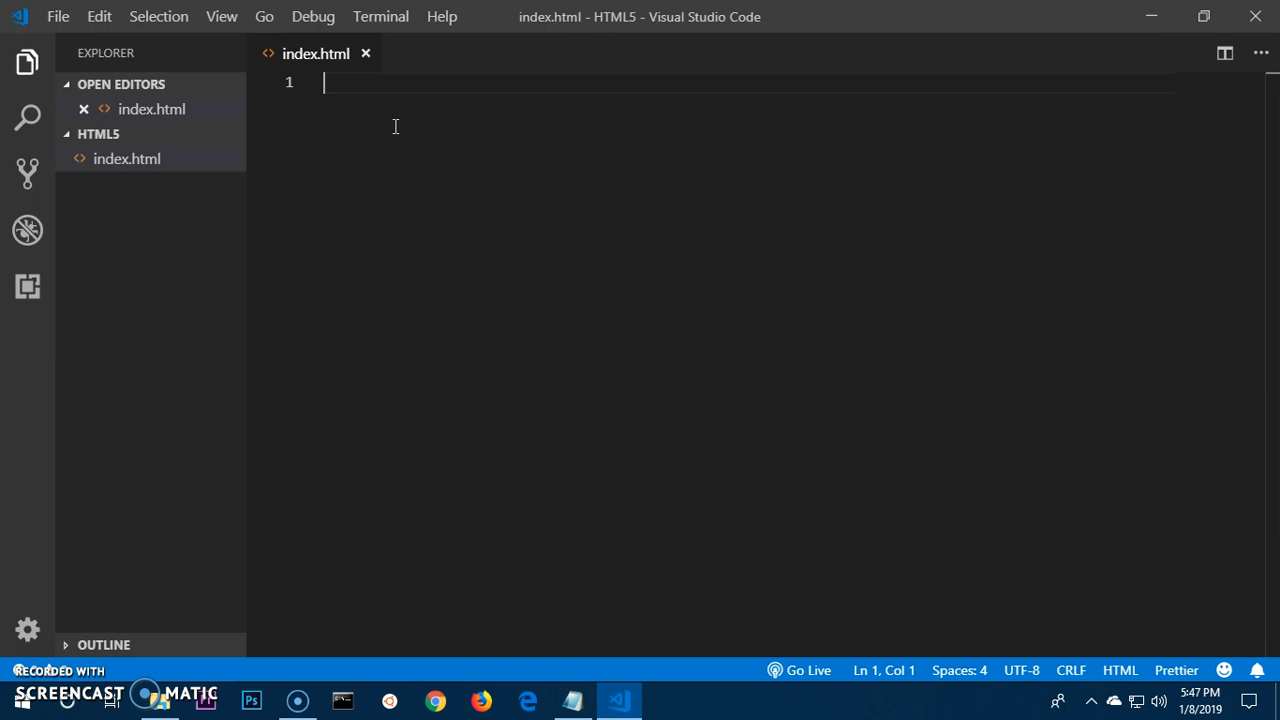 File Edit Selection View Go Debug Terminal Help index.html - HTML5 - Visual Studio Code
EXPLORER
index.html
OPEN EDITORS
index.html
HTML5
index.html
1
OUTLINE
Go Live Ln 1, Col 1 Spaces: 4 UTF-8 CRLF HTML Prettier
RECORDED WITH
SCREENCAST MATIC
Ps
5:47 PM
1/8/2019